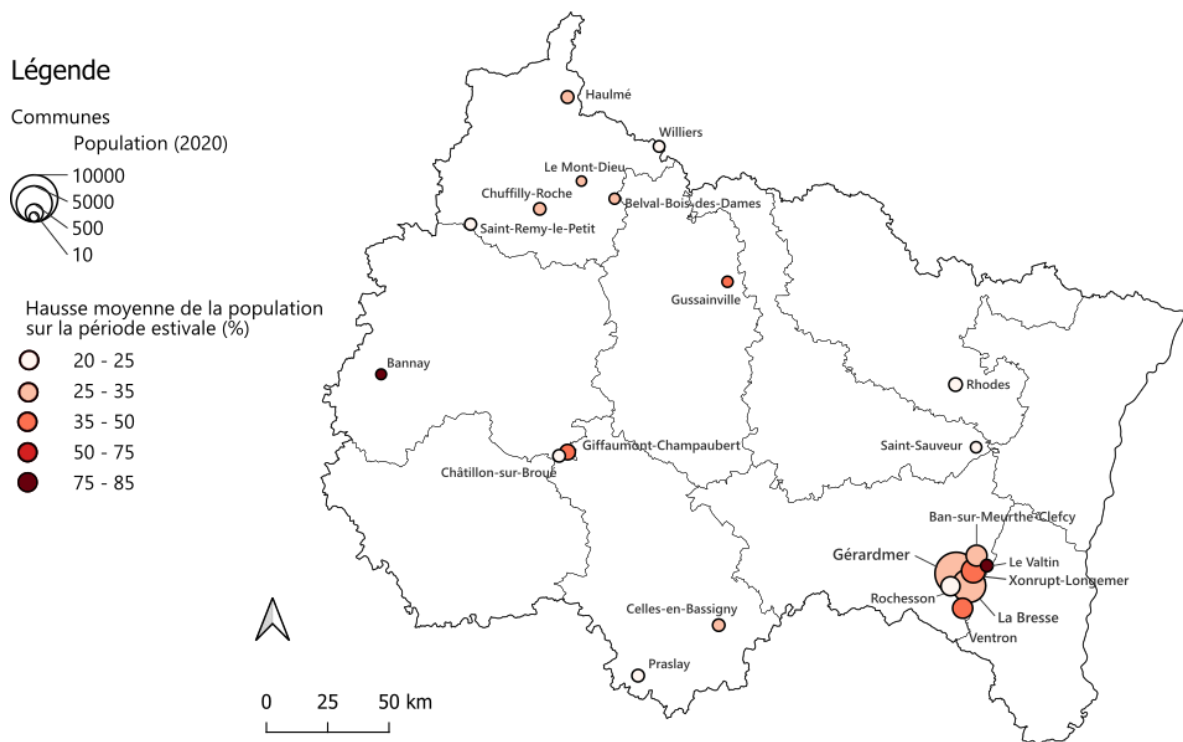 Légende
Communes
Population (2020)
10000
5000
500
10
Hausse moyenne de la population
sur la période estivale (%)
20 - 25
25 - 35
35 - 50
50 - 75
75 - 85
Haulmé
Williers
Le Mont-Dieu
Chuffilly-Roche
Belval-Bois-des-Dames
Saint-Remy-le-Petit
Gussainville
Bannay
Rhodes
Giffaumont-Champaubert
Saint-Sauveur
Châtillon-sur-Broué
Ban-sur-Meurthe-Clefcy
Gérardmer
Le Valtin
Xonrupt-Longemer
Rochesson
La Bresse
Celles-en-Bassigny
Ventron
Praslay
0 25 50 km